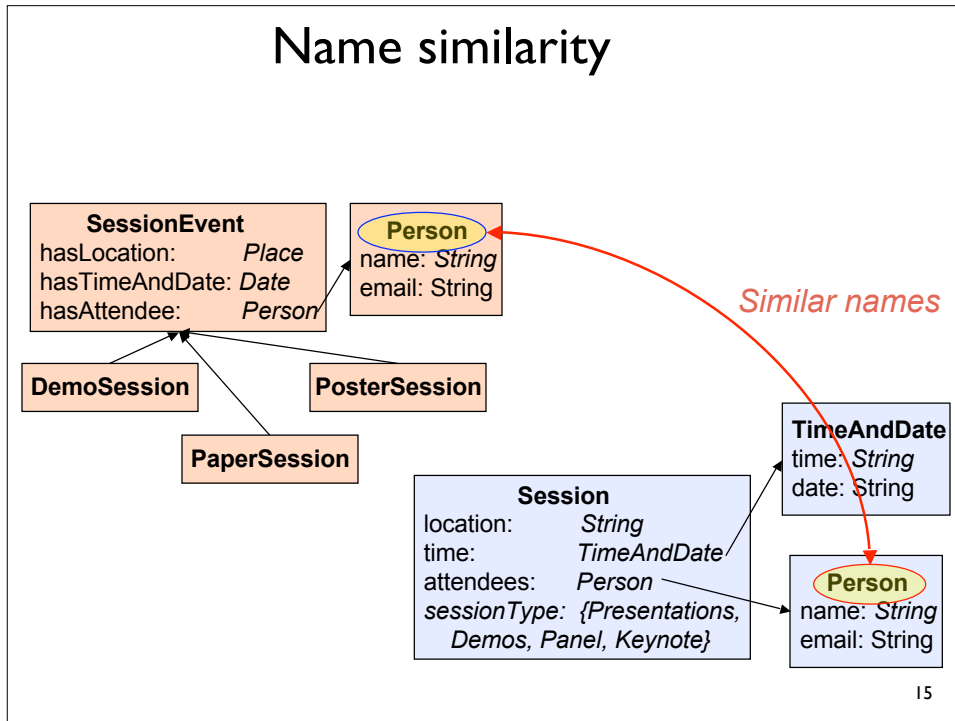 Name similarity
SessionEvent
hasLocation: Place
hasTimeAndDate: Date
hasAttendee: Person
Person
name: String
email: String
Similar names
DemoSession
PosterSession
PaperSession
TimeAndDate
time: String
date: String
Session
location: String
time: TimeAndDate
attendees: Person
sessionType: {Presentations,
Demos, Panel, Keynote}
Person
name: String
email: String
15